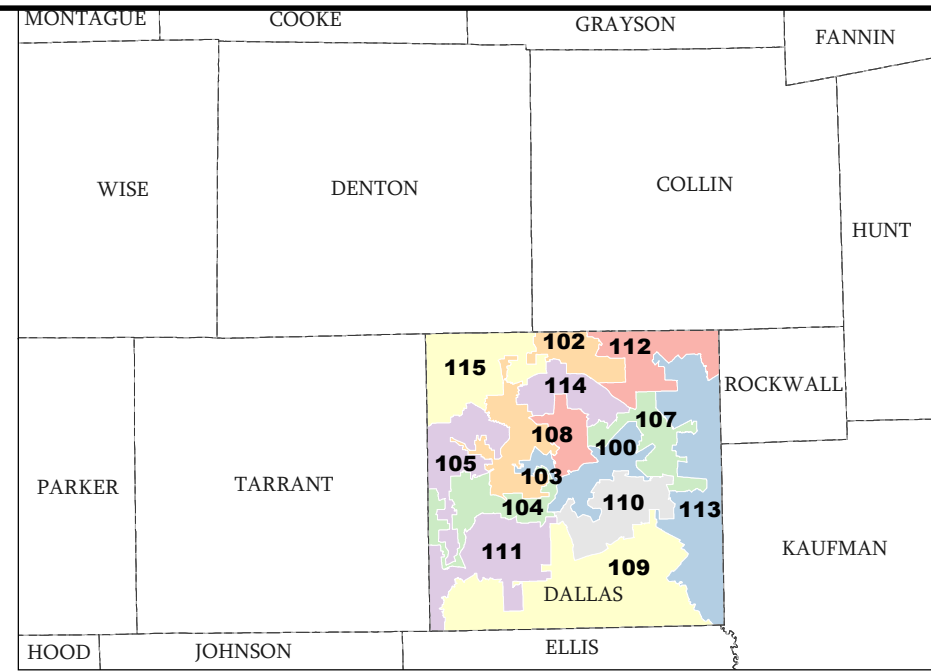 MONTAGUE
COOKE
GRAYSON
FANNIN
WISE
DENTON
COLLIN
HUNT
102
112
115
114
ROCKWALL
107
108
100
105
103
PARKER
TARRANT
104
110
113
111
KAUFMAN
109
DALLAS
HOOD
JOHNSON
ELLIS